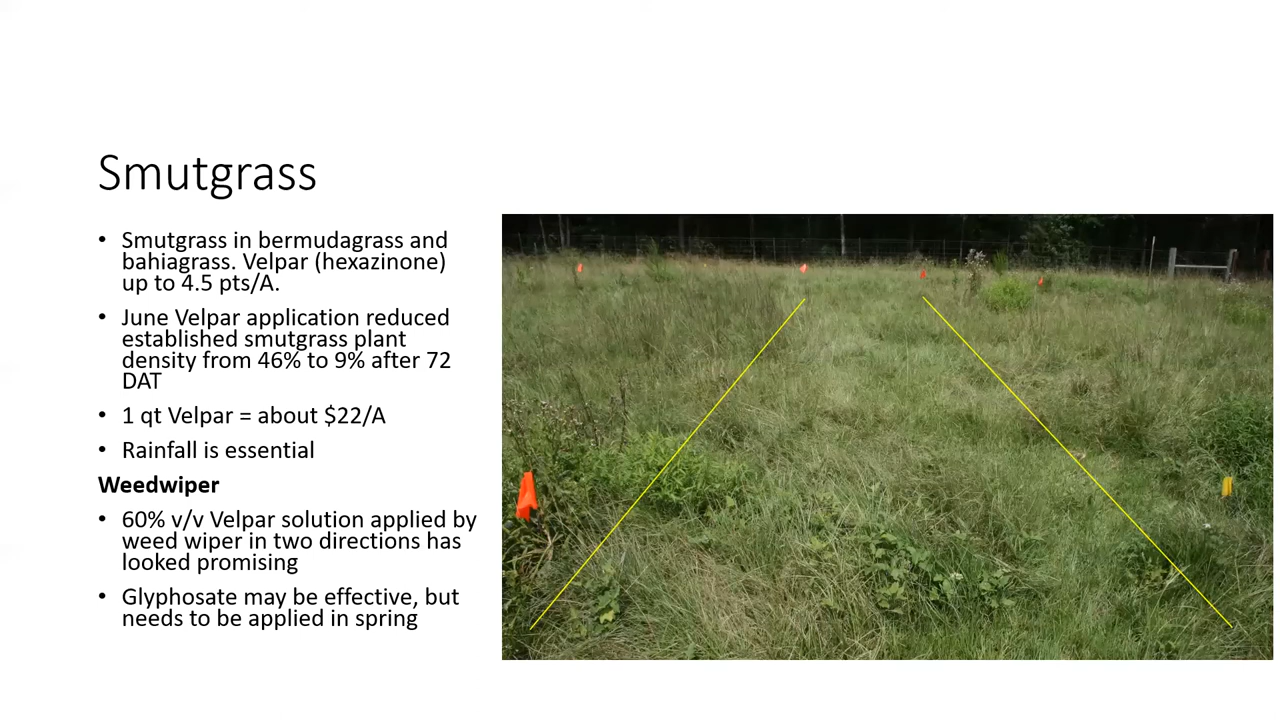 Smutgrass
• Smutgrass in bermudagrass and
bahiagrass. Velpar (hexazinone)
up to 4.5 pts/A.
• June Velpar application reduced
established smutgrass plant
density from 46% to 9% after 72
DAT
• 1 qt Velpar = about $22/A
• Rainfall is essential
Weedwiper
• 60% v/v Velpar solution applied by
weed wiper in two directions has
looked promising
• Glyphosate may be effective, but
needs to be applied in spring